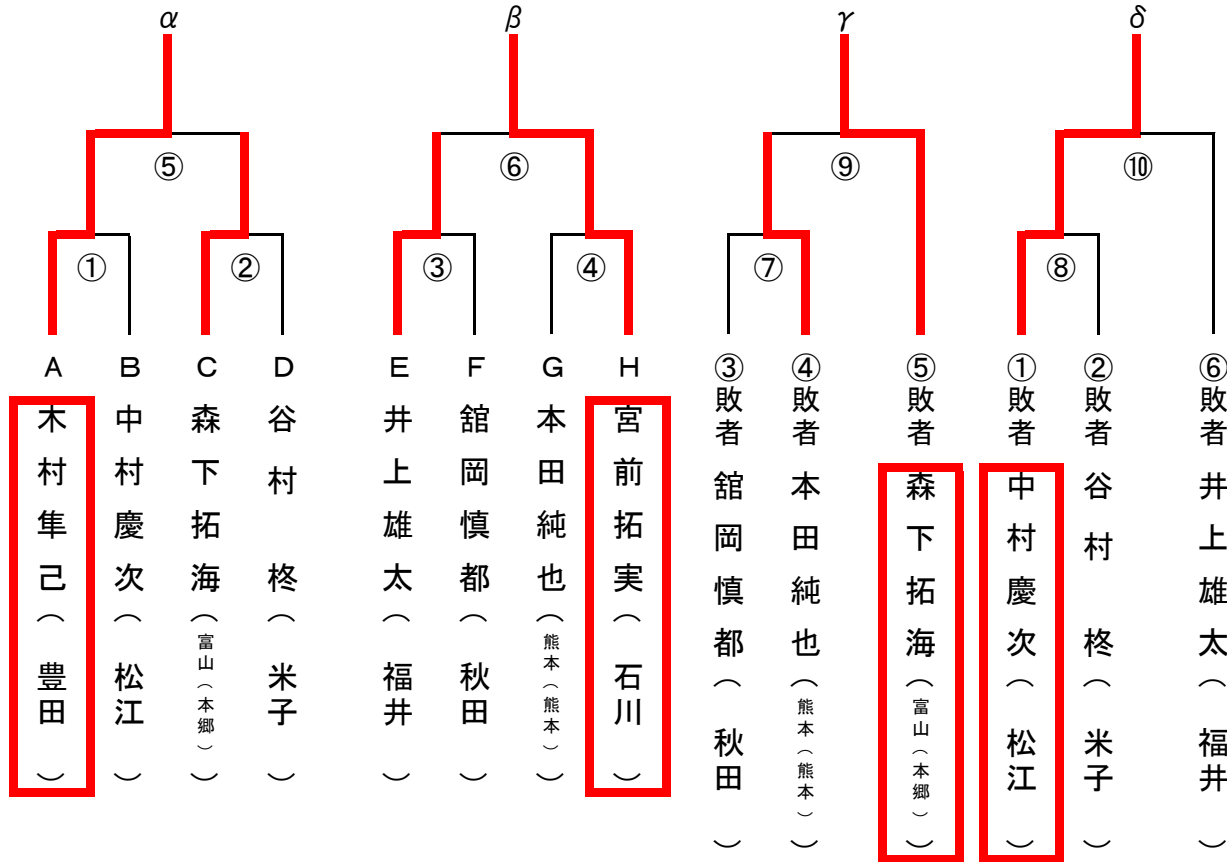 α
β
γ
δ
⑤
⑥
⑨
⑩
①
②
③
④
⑦
⑧
A
木村隼己(豊田)
B
中村慶次(松江)
C
森下拓海(富山(本郷))
D
谷村 柊(米子)
E
井上雄太(福井)
F
舘岡慎都(秋田)
G
本田純也(熊本(熊本))
H
宮前拓実(石川)
③敗者
舘岡慎都(秋田)
④敗者
本田純也(熊本(熊本))
⑤敗者
森下拓海(富山(本郷))
①敗者
中村慶次(松江)
②敗者
谷村 柊(米子)
⑥敗者
井上雄太(福井)